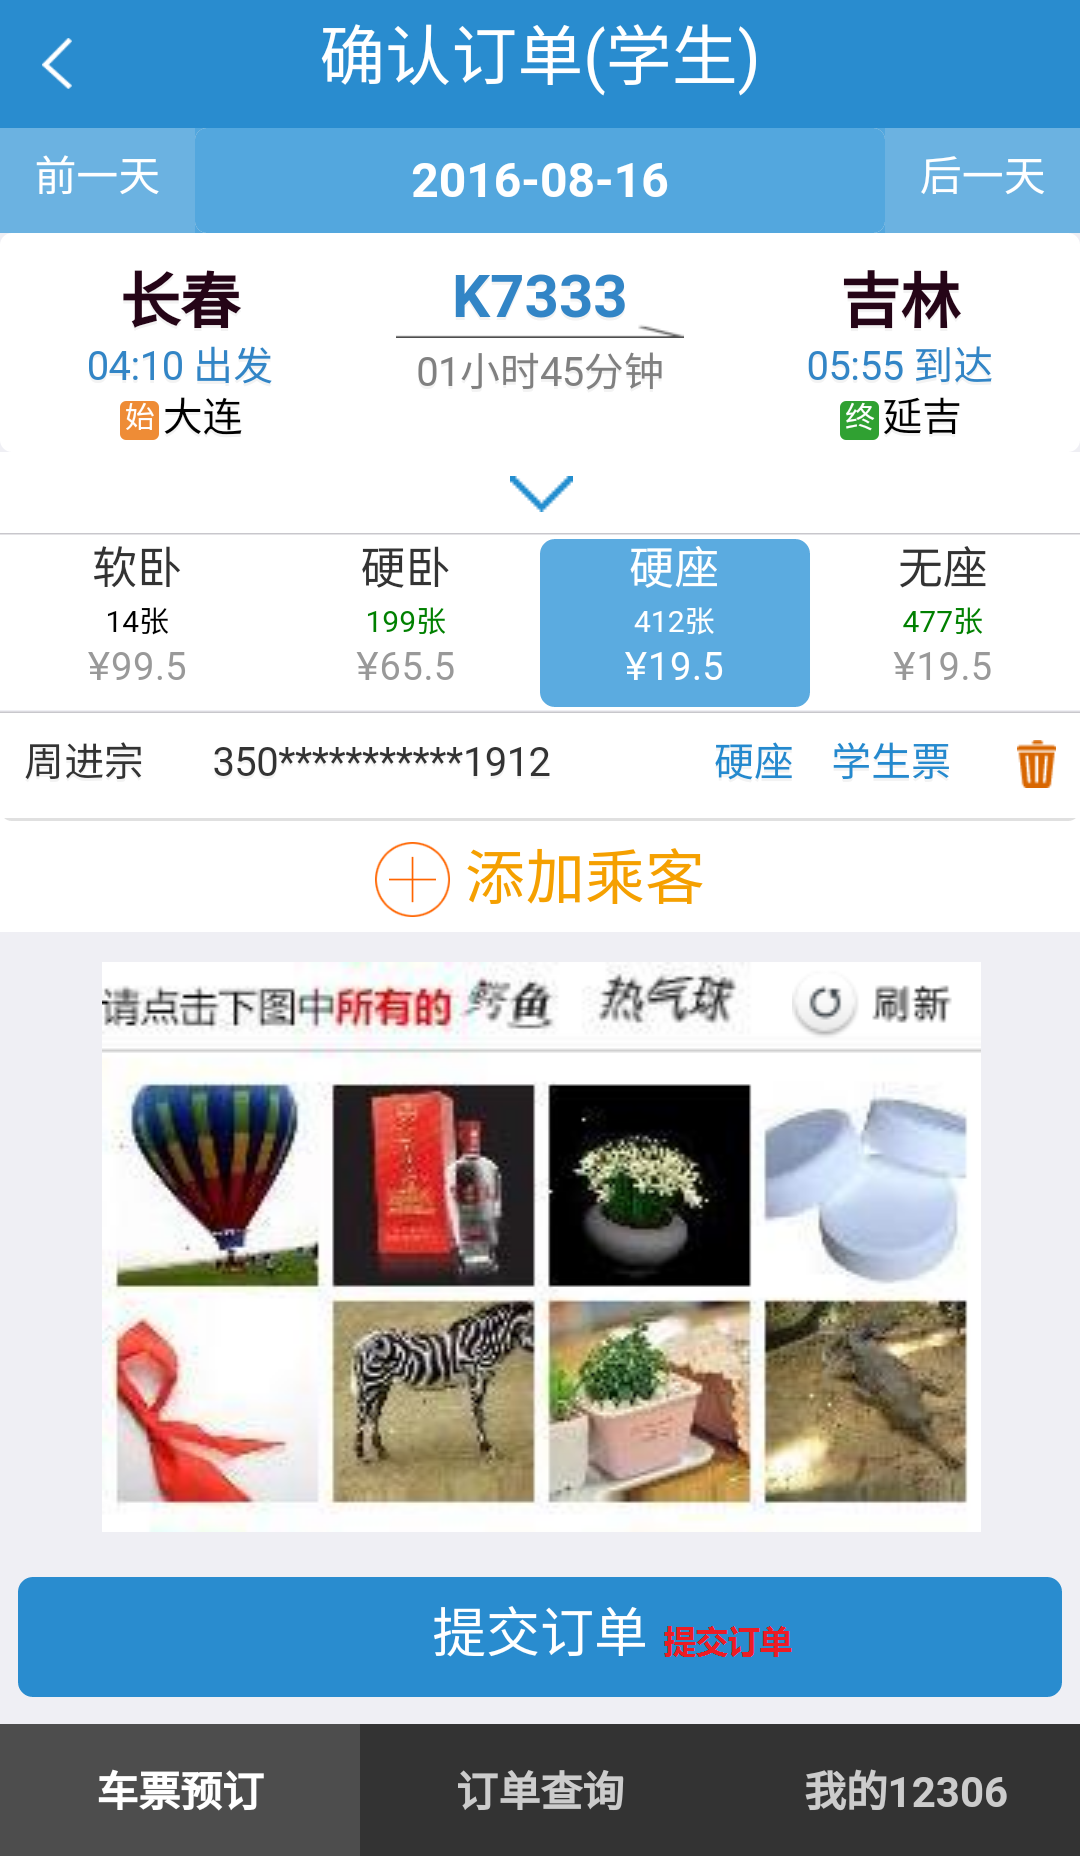 确认订单(学生)
前一天 2016-08-16 后一天
长春 K7333 吉林
04:10 出发 01小时45分钟 05:55 到达
始 大连 终 延吉
软卧 硬卧 硬座 无座
14张 199张 412张 477张
¥99.5 ¥65.5 ¥19.5 ¥19.5
周进宗 350***********1912 硬座 学生票
添加乘客
请点击下图中所有的 鳄鱼 热气球 刷新
提交订单 提交订单
车票预订 订单查询 我的12306